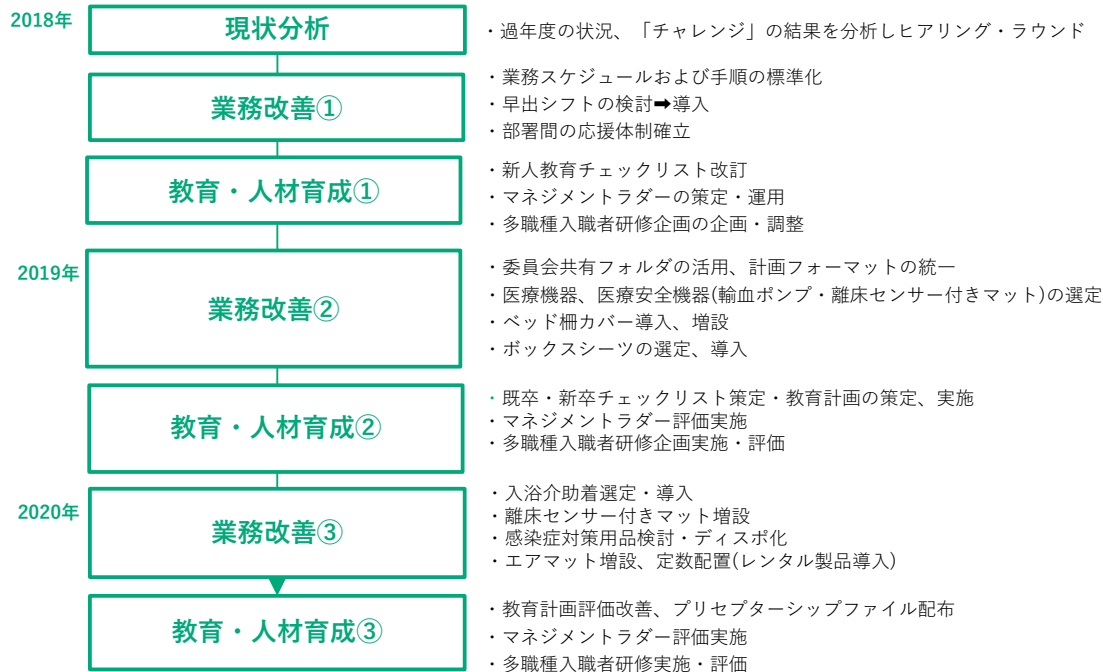 2018年
現状分析
・過年度の状況、「チャレンジ」の結果を分析しヒアリング・ラウンド
業務改善①
・業務スケジュールおよび手順の標準化
・早出シフトの検討➡導入
・部署間の応援体制確立
教育・人材育成①
・新人教育チェックリスト改訂
・マネジメントラダーの策定・運用
・多職種入職者研修企画の企画・調整
2019年
業務改善②
・委員会共有フォルダの活用、計画フォーマットの統一
・医療機器、医療安全機器(輸血ポンプ・離床センサー付きマット)の選定
・ベッド柵カバー導入、増設
・ボックスシーツの選定、導入
教育・人材育成②
・既卒・新卒チェックリスト策定・教育計画の策定、実施
・マネジメントラダー評価実施
・多職種入職者研修企画実施・評価
2020年
業務改善③
・入浴介助着選定・導入
・離床センサー付きマット増設
・感染症対策用品検討・ディスポ化
・エアマット増設、定数配置(レンタル製品導入)
教育・人材育成③
・教育計画評価改善、プリセプターシップファイル配布
・マネジメントラダー評価実施
・多職種入職者研修実施・評価